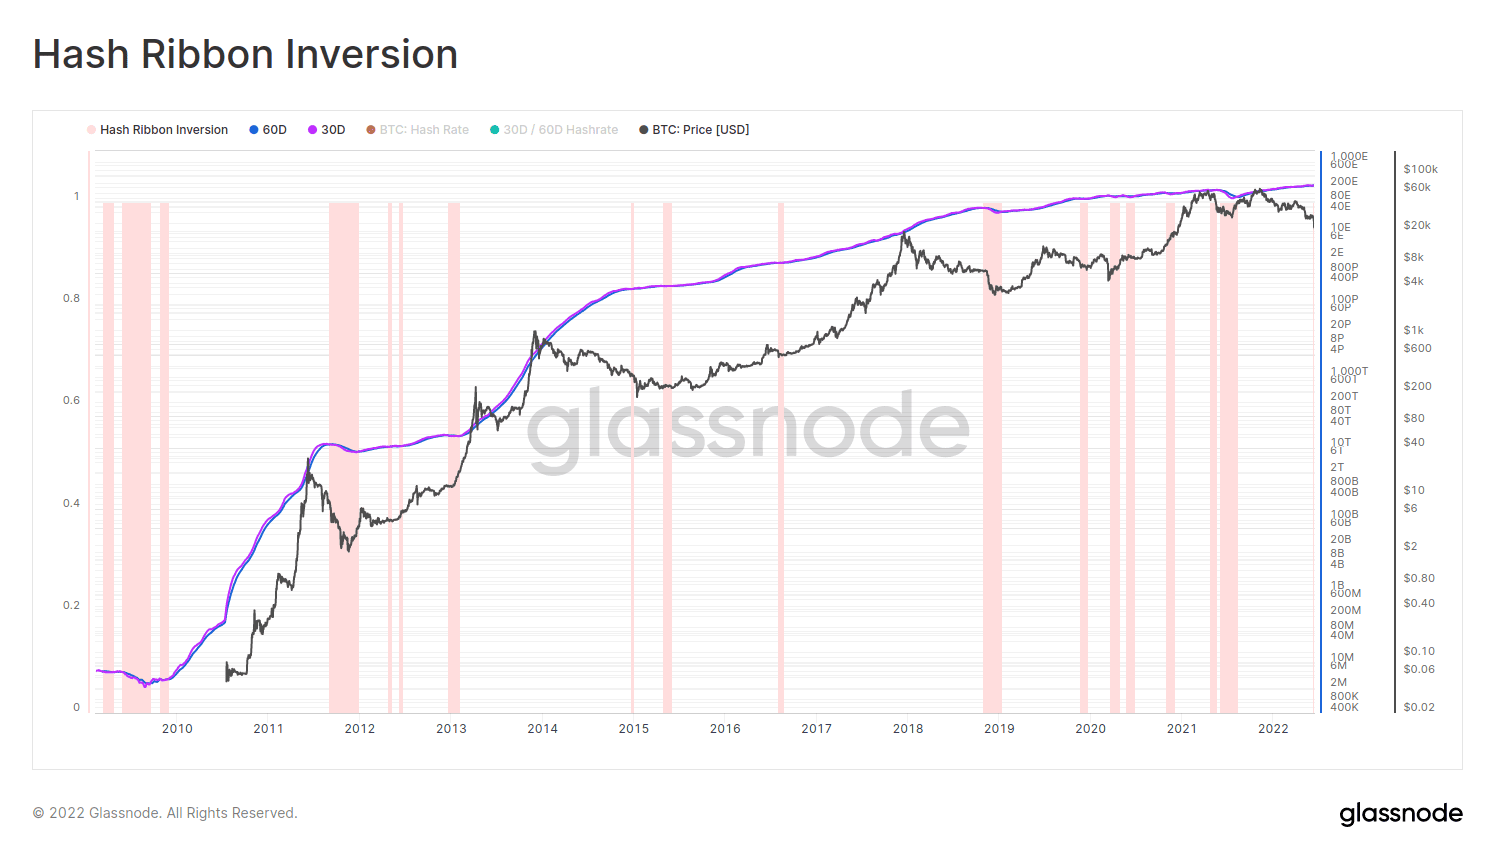 Hash Ribbon Inversion
Hash Ribbon Inversion 60D 30D BTC: Hash Rate 30D / 60D Hashrate BTC: Price [USD]
1
0.8
0.6
0.4
0.2
0
glassnode
1,000E
600E
200E
80E
40E
10E
6E
2E
800P
400P
100P
60P
20P
8P
4P
1,000T
600T
200T
80T
40T
10T
6T
2T
800B
400B
100B
60B
20B
8B
4B
1B
600M
200M
80M
40M
10M
6M
2M
800K
400K
$100k
$60k
$20k
$8k
$4k
$1k
$600
$200
$80
$40
$10
$6
$2
$0.80
$0.40
$0.10
$0.06
$0.02
2010 2011 2012 2013 2014 2015 2016 2017 2018 2019 2020 2021 2022
© 2022 Glassnode. All Rights Reserved.
glassnode